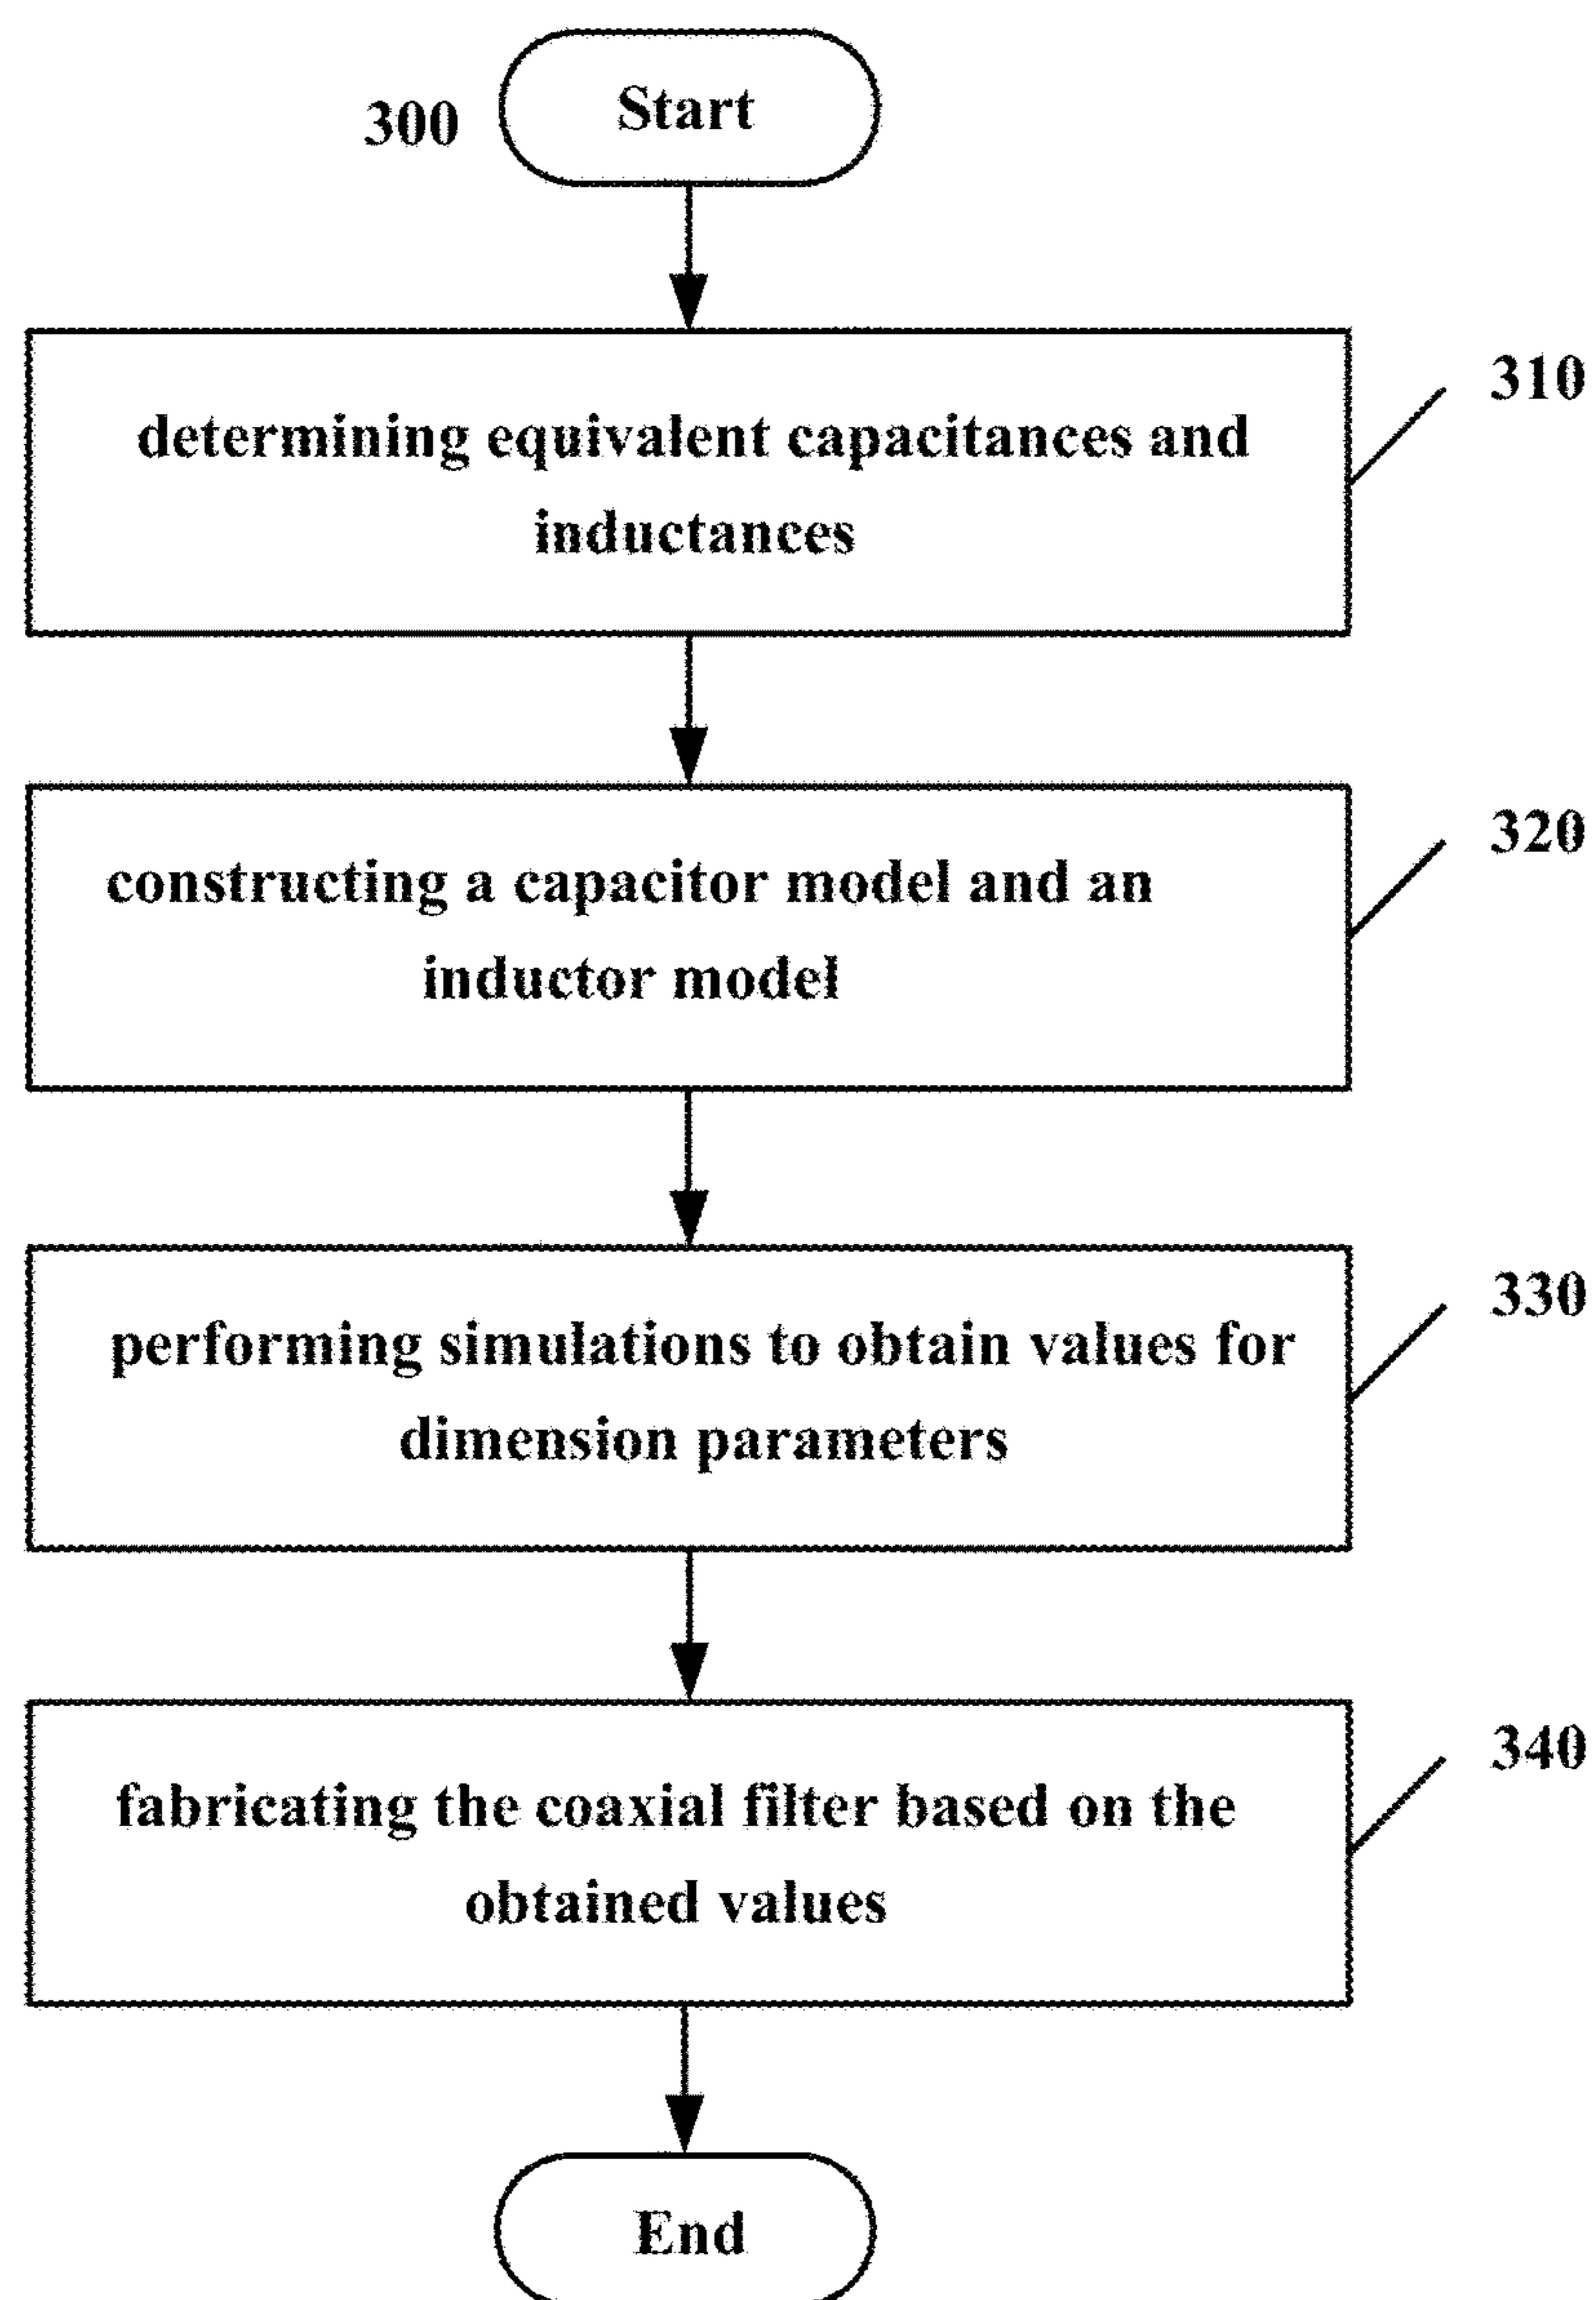 300
Start
310
determining equivalent capacitances and
inductances
320
constructing a capacitor model and an
inductor model
330
performing simulations to obtain values for
dimension parameters
340
fabricating the coaxial filter based on the
obtained values
End